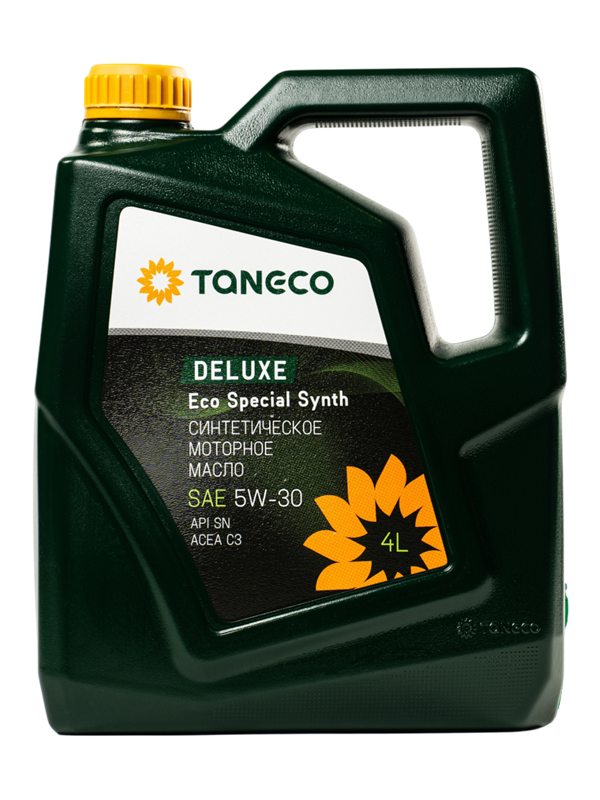 TANECO
DELUXE
Eco Special Synth
СИНТЕТИЧЕСКОЕ
МОТОРНОЕ
МАСЛО
SAE 5W-30
API SN
ACEA C3
4L
TANECO